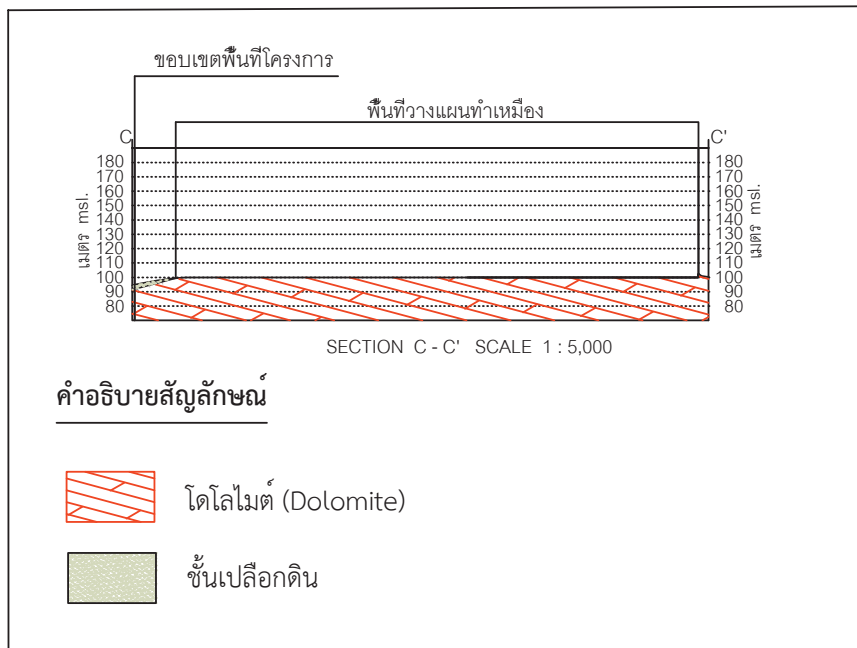 ขอบเขตพื้นที่โครงการ
พื้นที่วางแผนทำเหมือง
C C'
180 180
170 170
160 160
150 150
140 140
130 130
120 120
110 110
100 100
90 90
80 80
เมตร msl. เมตร msl.
SECTION C - C' SCALE 1 : 5,000
คำอธิบายสัญลักษณ์
โดโลไมต์ (Dolomite)
ชั้นเปลือกดิน